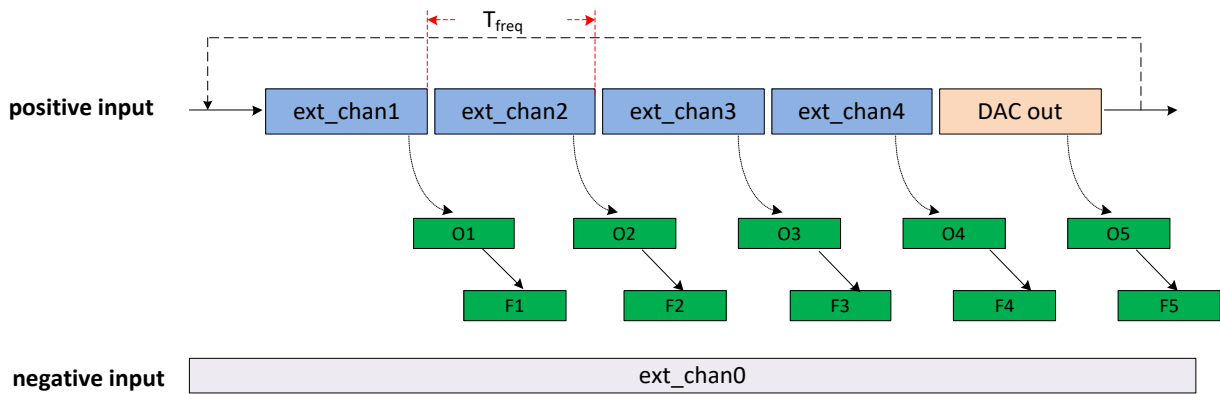 T_freq
positive input
ext_chan1 ext_chan2 ext_chan3 ext_chan4 DAC out
O1 O2 O3 O4 O5
F1 F2 F3 F4 F5
negative input
ext_chan0